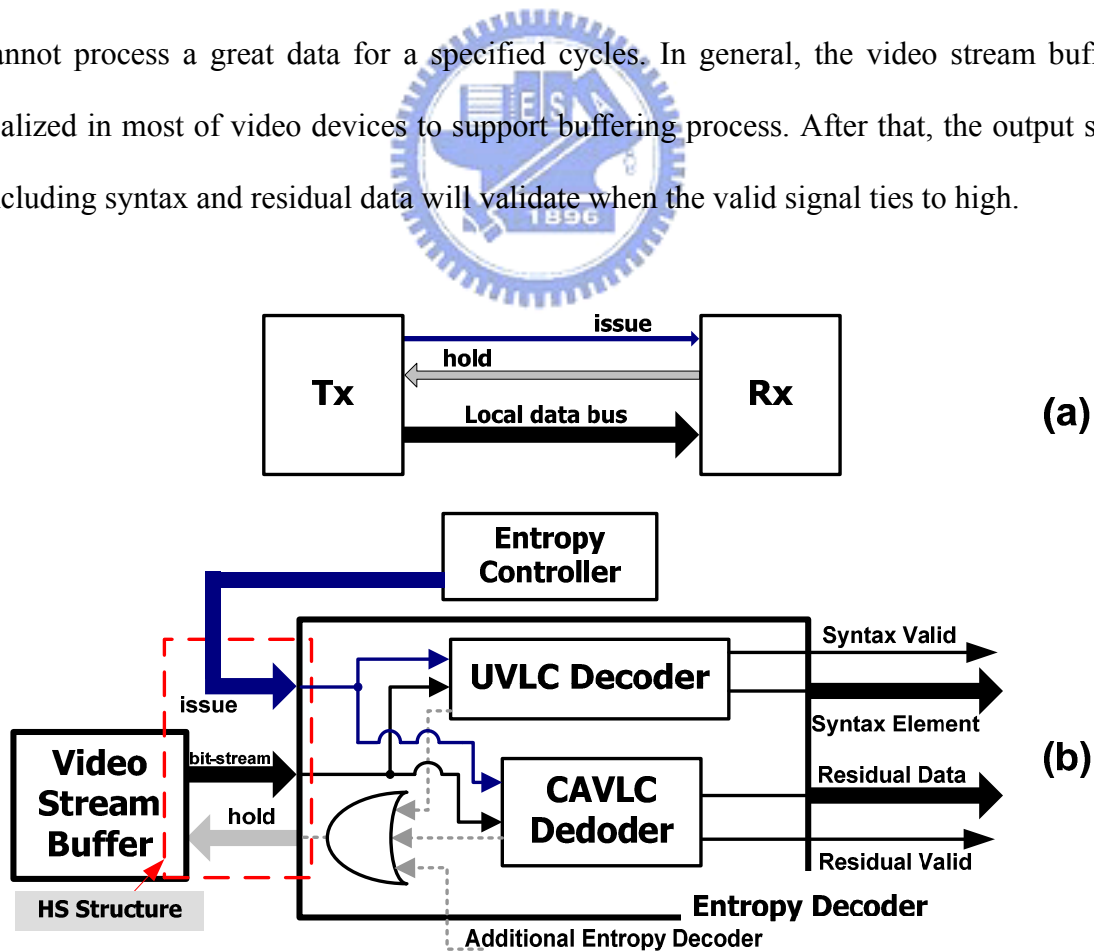 annot process a great data for a specified cycles. In general, the video stream buff
alized in most of video devices to support buffering process. After that, the output s
cluding syntax and residual data will validate when the valid signal ties to high.
E S A
1896
issue
hold
Tx
Rx
Local data bus
(a)
Entropy
Controller
Syntax Valid
UVLC Decoder
issue
Syntax Element
Video
Stream
Buffer
bit-stream
Residual Data
(b)
hold
CAVLC
Dedoder
Residual Valid
HS Structure
Entropy Decoder
Additional Entropy Decoder